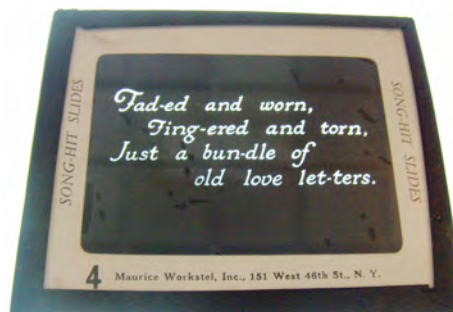 SONG-HIT SLIDES
Fad-ed and worn,
Fing-ered and torn,
Just a bun-dle of
old love let-ters.
SONG-HIT SLIDES
4 Maurice Workstel, Inc., 151 West 46th St., N. Y.